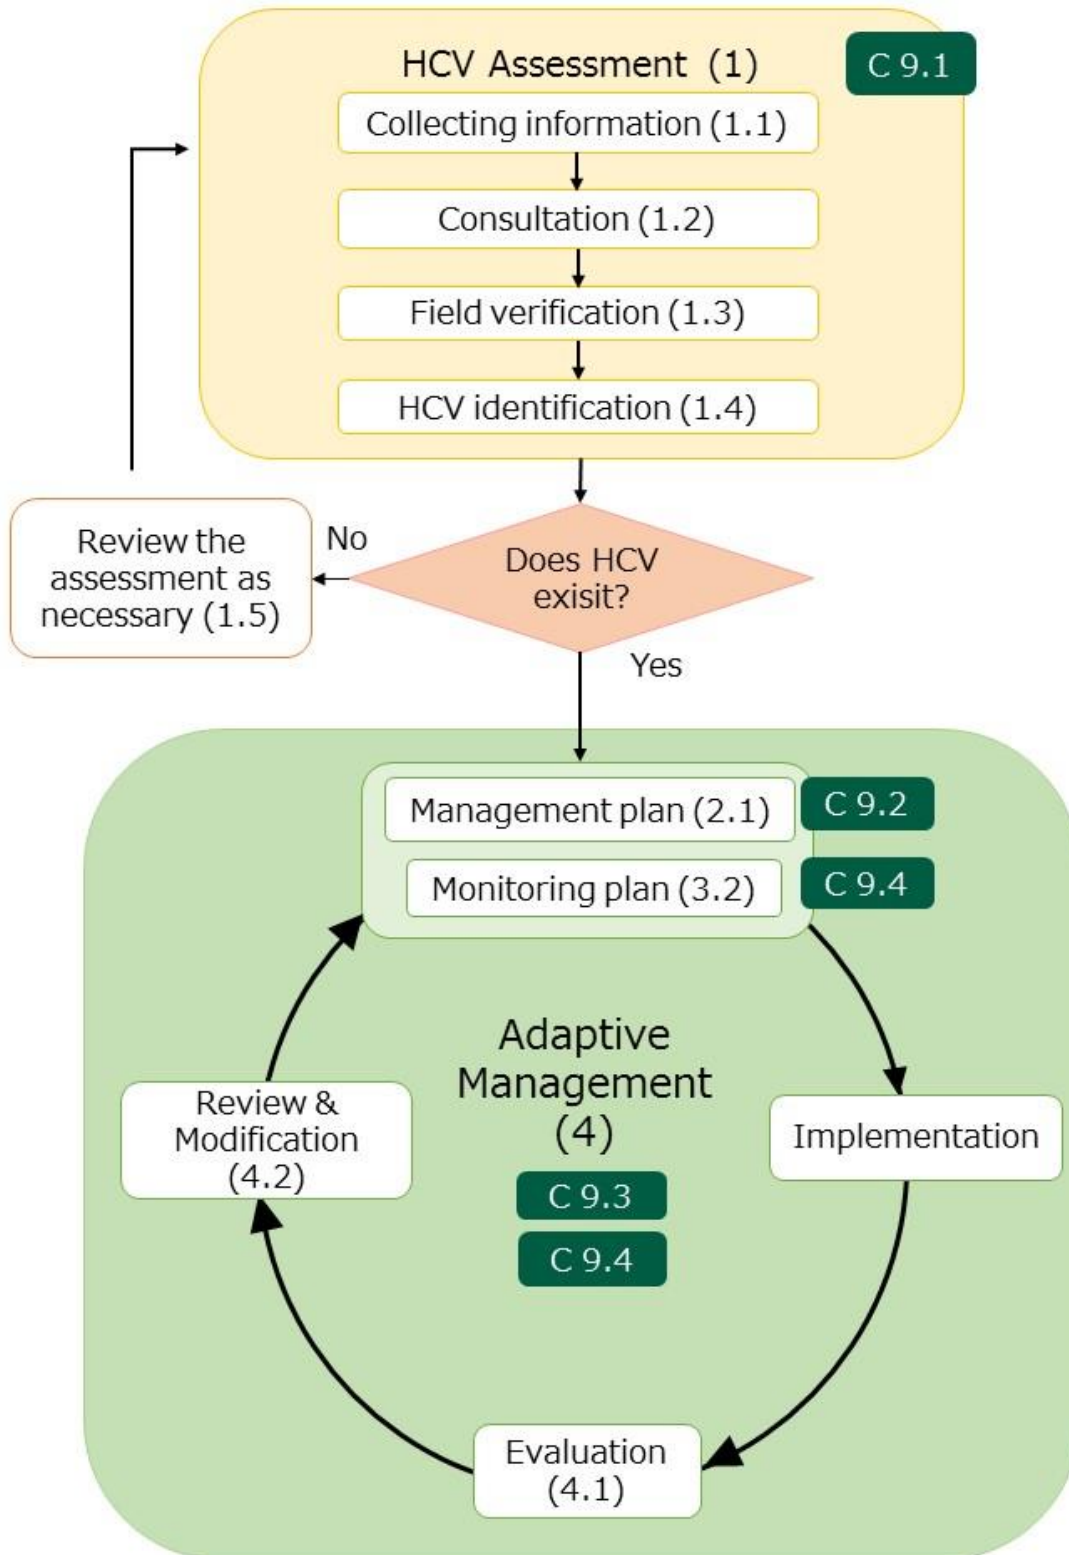 HCV Assessment (1)
C 9.1
Collecting information (1.1)
Consultation (1.2)
Field verification (1.3)
HCV identification (1.4)
Review the
assessment as
necessary (1.5)
No
Does HCV
exisit?
Yes
Management plan (2.1)
C 9.2
Monitoring plan (3.2)
C 9.4
Adaptive
Management
(4)
C 9.3
C 9.4
Review &
Modification
(4.2)
Implementation
Evaluation
(4.1)